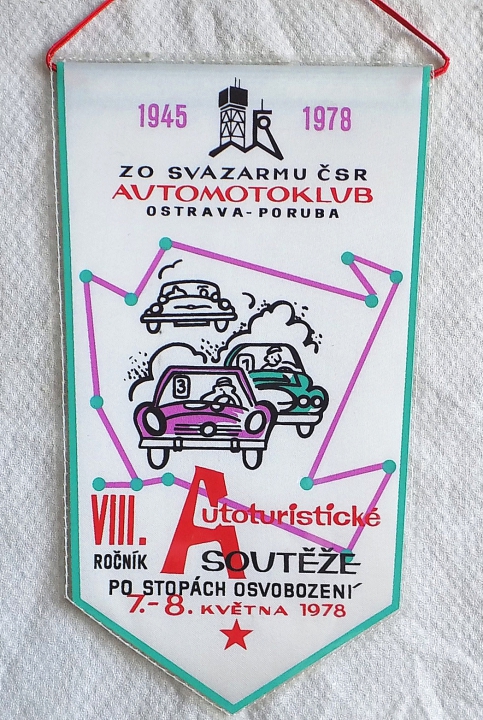 1945 1978
ZO SVAZARMU ČSR
AUTOMOTOKLUB
OSTRAVA-PORUBA
3
7
VIII. Autoturistické
ROČNÍK SOUTĚŽE
PO STOPÁCH OSVOBOZENÍ
7.-8. KVĚTNA 1978